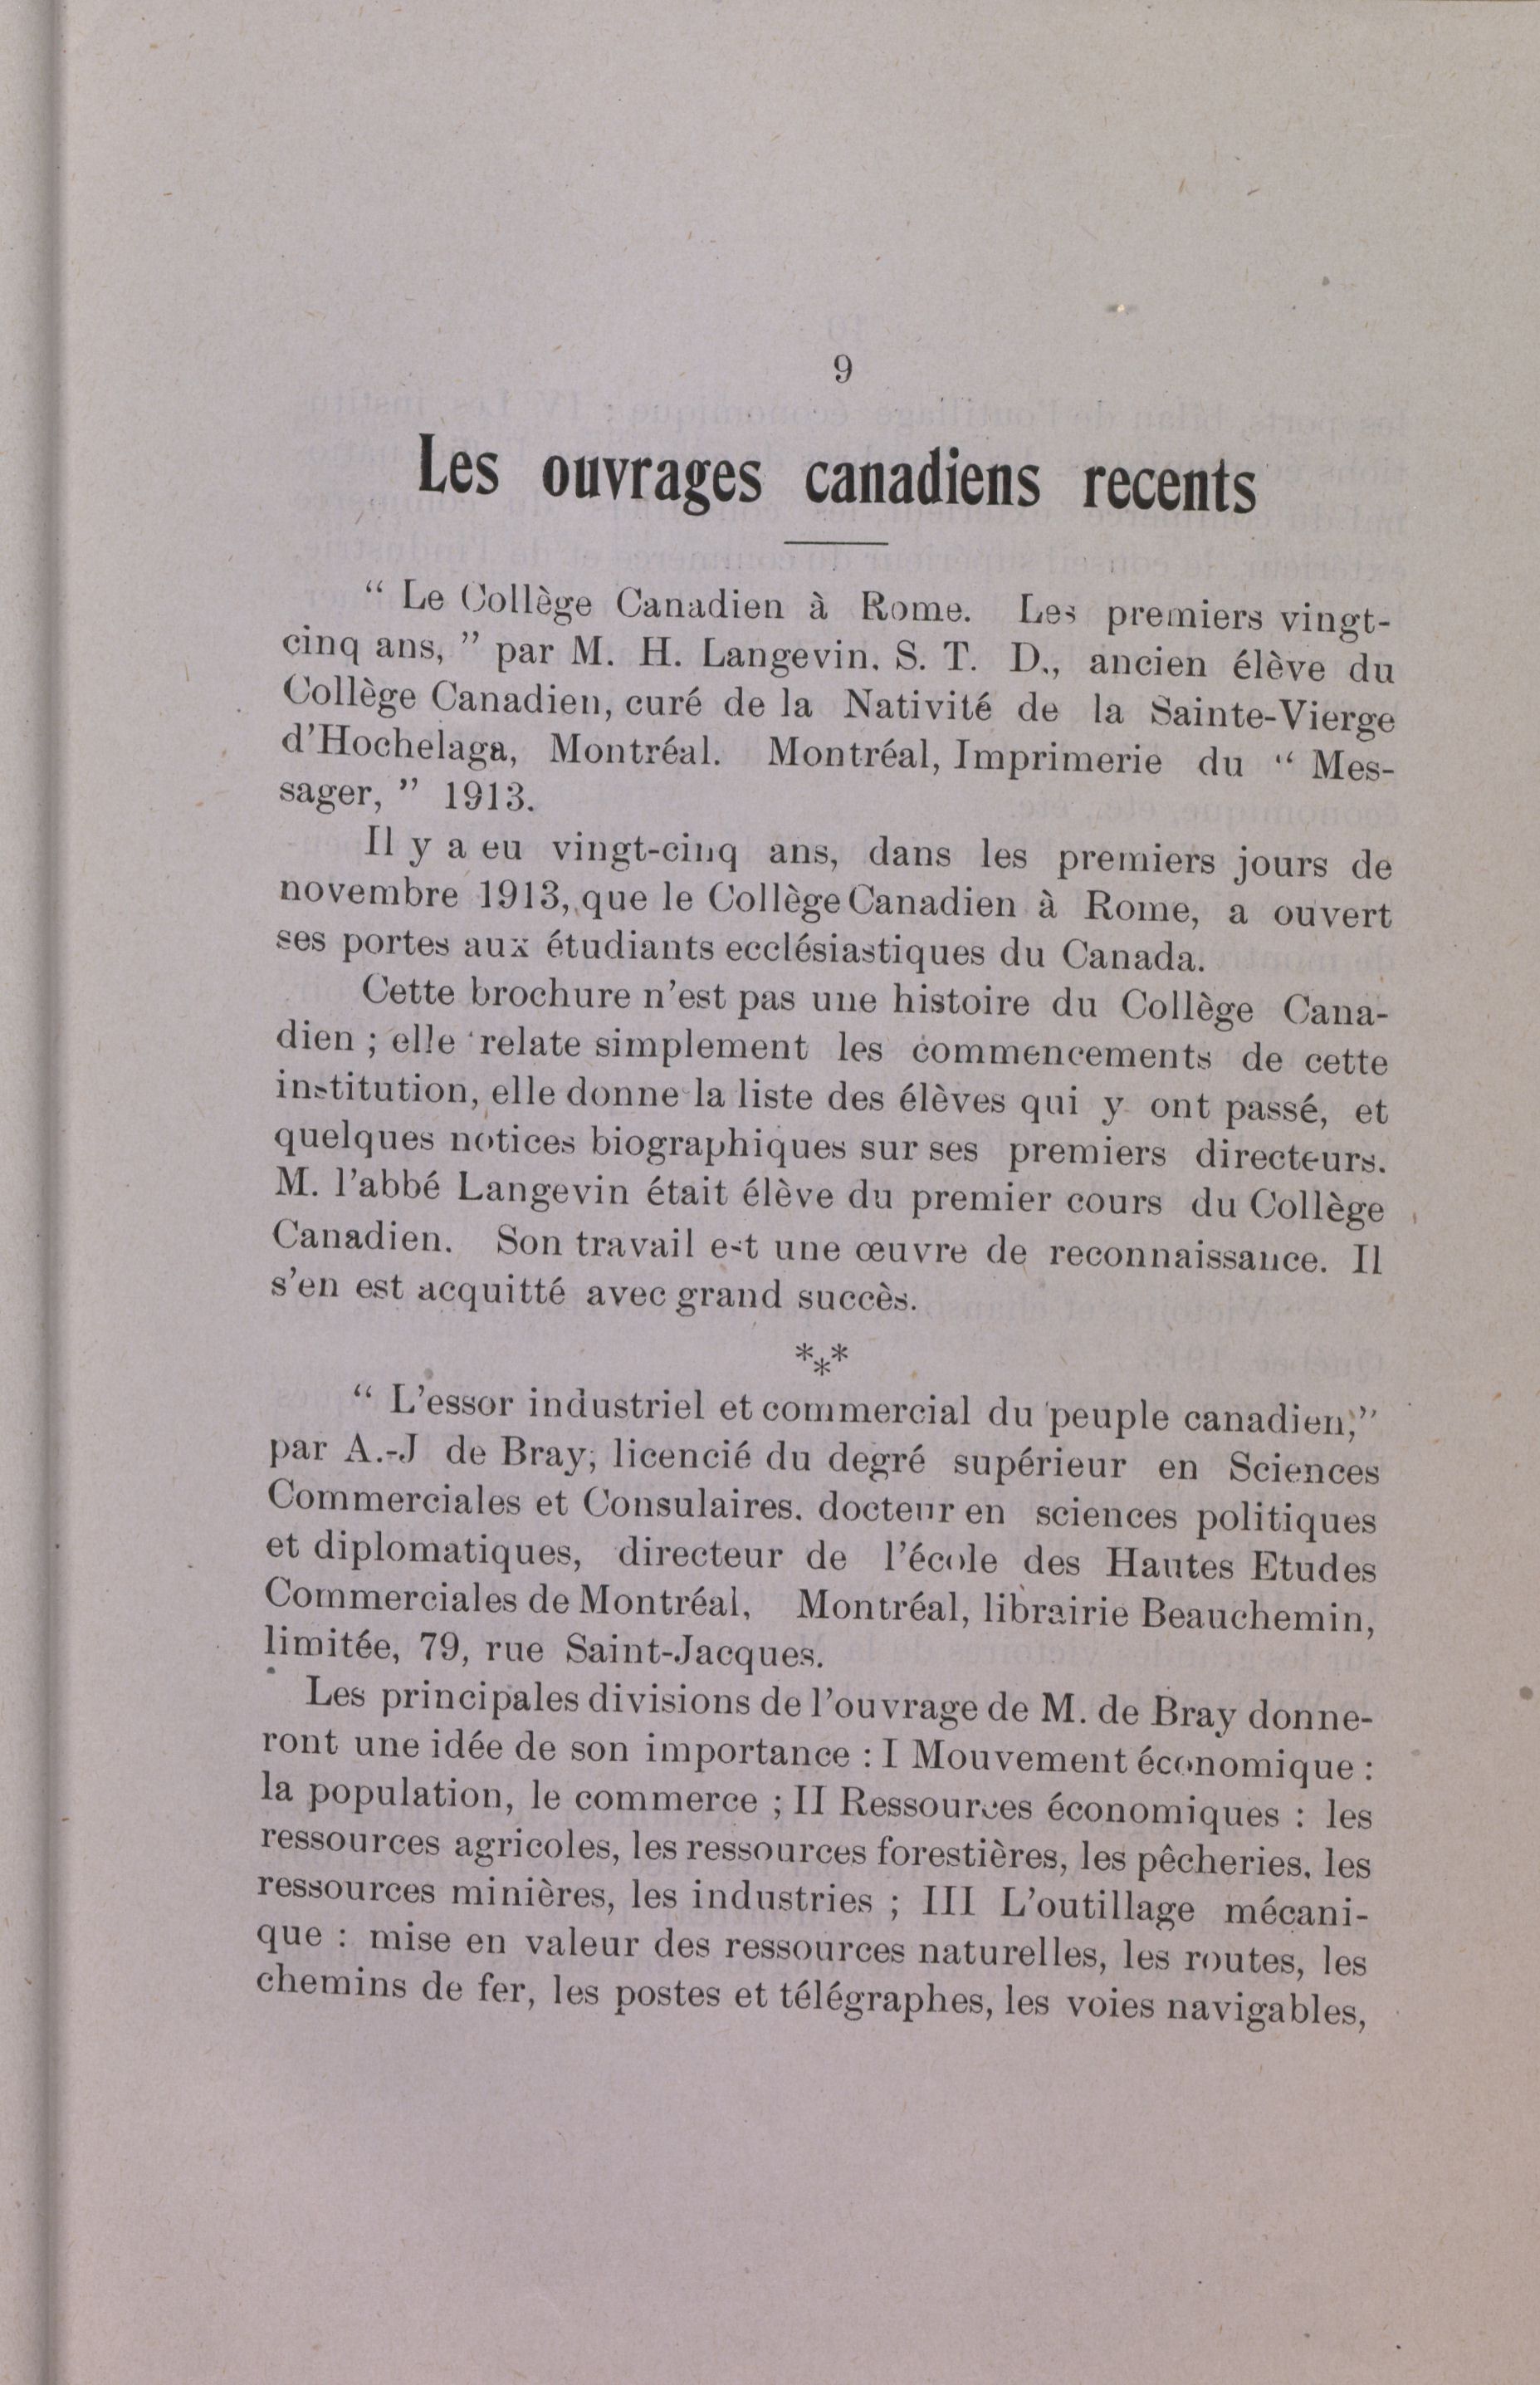 9
Les ouvrages canadiens recents
“ Le Collège Canadien à Rome. Les premiers vingt-
cinq ans, ” par M. H. Langevin. S. T. D., ancien élève du
Collège Canadien, curé de la Nativité de la Sainte-Vierge
d’Hochelaga, Montréal. Montréal, Imprimerie du “ Mes-
sager, ” 1913.
Il y a eu vingt-cinq ans, dans les premiers jours de
novembre 1913, que le Collège Canadien à Rome, a ouvert
ses portes aux étudiants ecclésiastiques du Canada.
Cette brochure n’est pas une histoire du Collège Cana-
dien ; elle relate simplement les commencements de cette
institution, elle donne la liste des élèves qui y ont passé, et
quelques notices biographiques sur ses premiers directeurs.
M. l’abbé Langevin était élève du premier cours du Collège
Canadien. Son travail est une œuvre de reconnaissance. Il
s’en est acquitté avec grand succès.
***
“ L’essor industriel et commercial du peuple canadien,”
par A.-J de Bray, licencié du degré supérieur en Sciences
Commerciales et Consulaires. docteur en sciences politiques
et diplomatiques, directeur de l’école des Hautes Etudes
Commerciales de Montréal, Montréal, librairie Beauchemin,
limitée, 79, rue Saint-Jacques.
Les principales divisions de l’ouvrage de M. de Bray donne-
ront une idée de son importance : I Mouvement économique :
la population, le commerce ; II Ressources économiques : les
ressources agricoles, les ressources forestières, les pêcheries. les
ressources minières, les industries ; III L’outillage mécani-
que : mise en valeur des ressources naturelles, les routes, les
chemins de fer, les postes et télégraphes, les voies navigables,